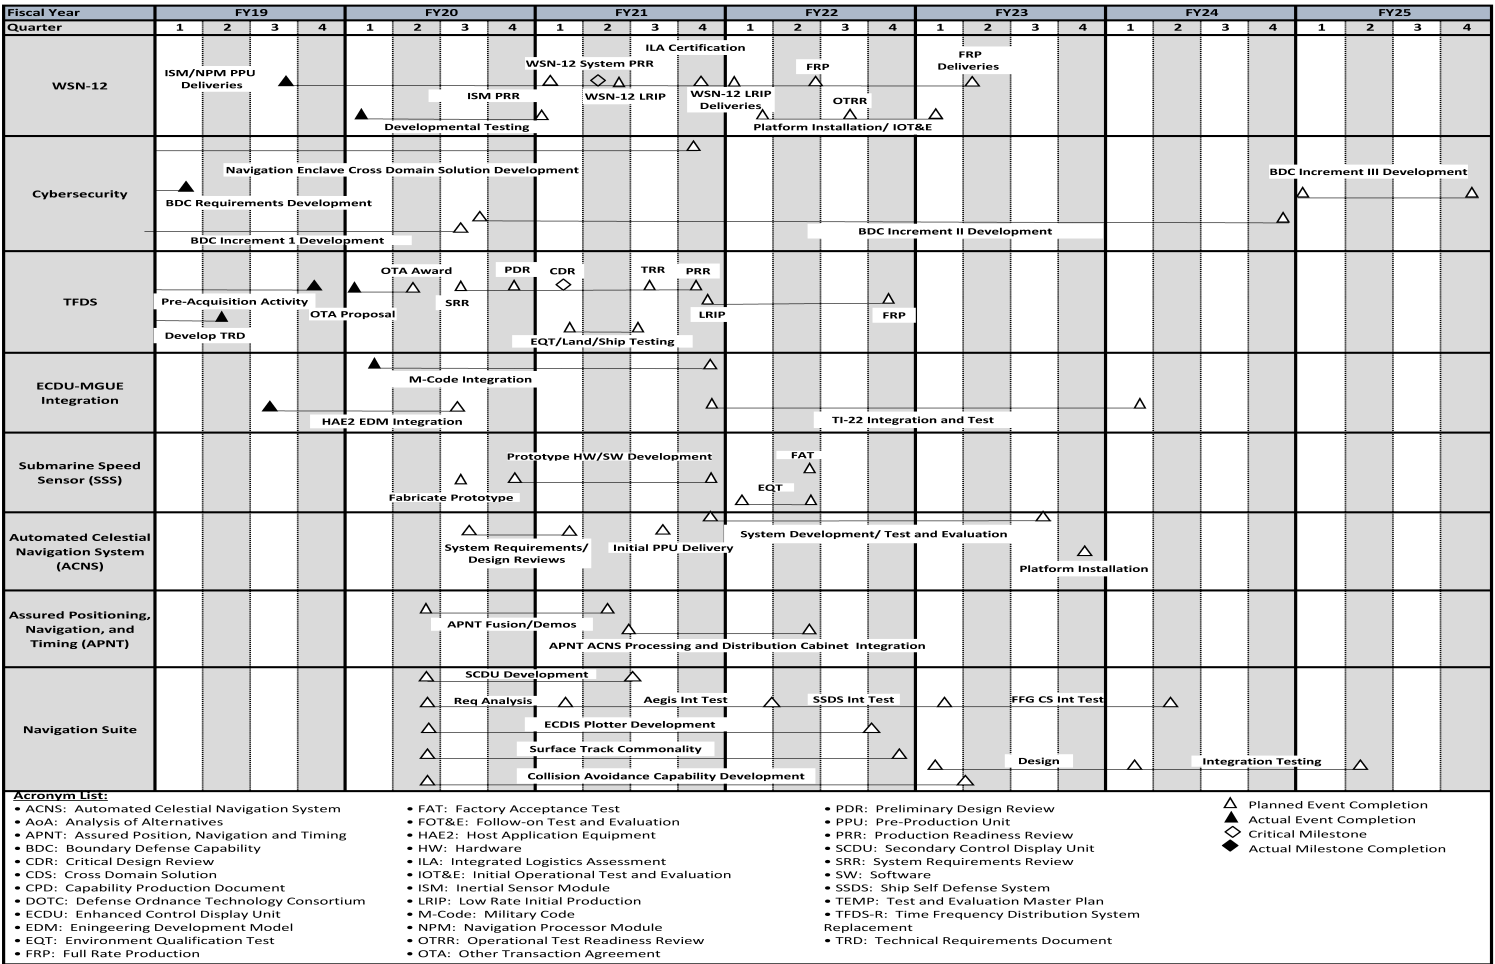 Fiscal Year FY19 FY20 FY21 FY22 FY23 FY24 FY25
Quarter 1 2 3 4 1 2 3 4 1 2 3 4 1 2 3 4 1 2 3 4 1 2 3 4 1 2 3 4
WSN-12
ISM/NPM PPU
Deliveries
ILA Certification
WSN-12 System PRR
FRP
FRP
Deliveries
ISM PRR
WSN-12 LRIP
WSN-12 LRIP
Deliveries
OTRR
Developmental Testing
Platform Installation/ IOT&E
Cybersecurity
Navigation Enclave Cross Domain Solution Development
BDC Requirements Development
BDC Increment 1 Development
BDC Increment II Development
BDC Increment III Development
TFDS
OTA Award
PDR
CDR
TRR
PRR
Pre-Acquisition Activity
SRR
OTA Proposal
LRIP
FRP
Develop TRD
EQT/Land/Ship Testing
ECDU-MGUE
Integration
M-Code Integration
HAE2 EDM Integration
TI-22 Integration and Test
Submarine Speed
Sensor (SSS)
Prototype HW/SW Development
FAT
EQT
Fabricate Prototype
Automated Celestial
Navigation System
(ACNS)
System Requirements/
Design Reviews
Initial PPU Delivery
System Development/ Test and Evaluation
Platform Installation
Assured Positioning,
Navigation, and
Timing (APNT)
APNT Fusion/Demos
APNT ACNS Processing and Distribution Cabinet Integration
Navigation Suite
SCDU Development
Req Analysis
Aegis Int Test
SSDS Int Test
FFG CS Int Test
ECDIS Plotter Development
Surface Track Commonality
Design
Integration Testing
Collision Avoidance Capability Development
Acronym List:
• ACNS: Automated Celestial Navigation System
• AoA: Analysis of Alternatives
• APNT: Assured Position, Navigation and Timing
• BDC: Boundary Defense Capability
• CDR: Critical Design Review
• CDS: Cross Domain Solution
• CPD: Capability Production Document
• DOTC: Defense Ordnance Technology Consortium
• ECDU: Enhanced Control Display Unit
• EDM: Eningeering Development Model
• EQT: Environment Qualification Test
• FRP: Full Rate Production
• FAT: Factory Acceptance Test
• FOT&E: Follow-on Test and Evaluation
• HAE2: Host Application Equipment
• HW: Hardware
• ILA: Integrated Logistics Assessment
• IOT&E: Initial Operational Test and Evaluation
• ISM: Inertial Sensor Module
• LRIP: Low Rate Initial Production
• M-Code: Military Code
• NPM: Navigation Processor Module
• OTRR: Operational Test Readiness Review
• OTA: Other Transaction Agreement
• PDR: Preliminary Design Review
• PPU: Pre-Production Unit
• PRR: Production Readiness Review
• SCDU: Secondary Control Display Unit
• SRR: System Requirements Review
• SW: Software
• SSDS: Ship Self Defense System
• TEMP: Test and Evaluation Master Plan
• TFDS-R: Time Frequency Distribution System
Replacement
• TRD: Technical Requirements Document
Planned Event Completion
Actual Event Completion
Critical Milestone
Actual Milestone Completion